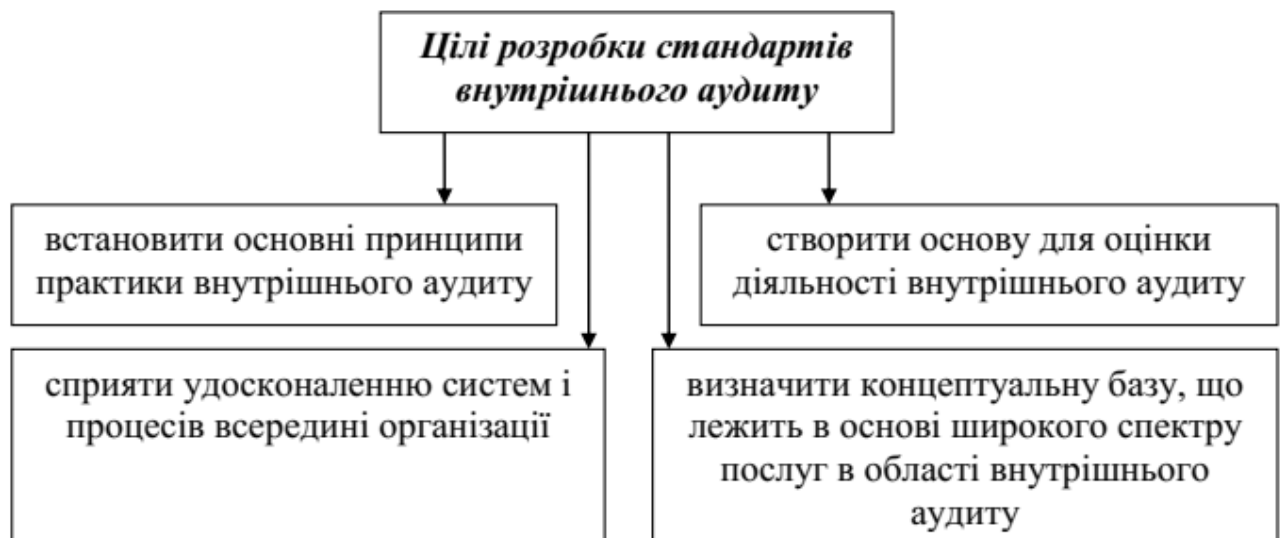 Цілі розробки стандартів
внутрішнього аудиту
встановити основні принципи
практики внутрішнього аудиту
створити основу для оцінки
діяльності внутрішнього аудиту
сприяти удосконаленню систем і
процесів всередині організації
визначити концептуальну базу, що
лежить в основі широкого спектру
послуг в області внутрішнього
аудиту